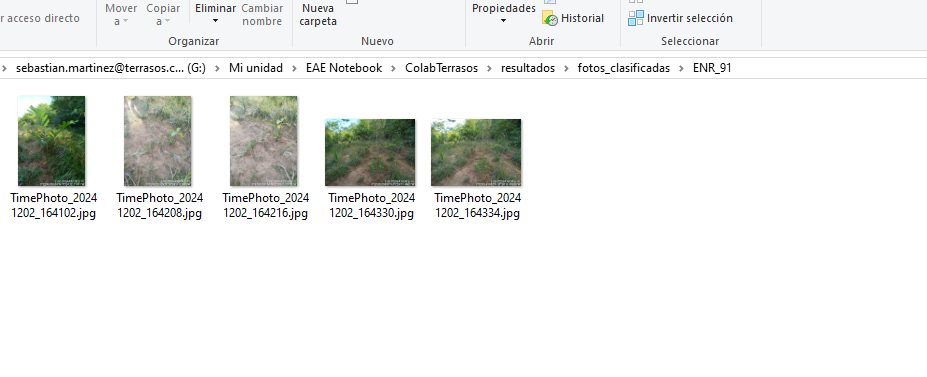 r acceso directo
Mover
a
Copiar
a
Eliminar
Cambiar
nombre
Nueva
carpeta
Propiedades
Historial
Invertir selección
Organizar
Nuevo
Abrir
Seleccionar
sebastian.martinez@terrasos.c... (G:) > Mi unidad > EAE Notebook > ColabTerrasos > resultados > fotos_clasificadas > ENR_91
TimePhoto_2024
1202_164102.jpg
TimePhoto_2024
1202_164208.jpg
TimePhoto_2024
1202_164216.jpg
TimePhoto_2024
1202_164330.jpg
TimePhoto_2024
1202_164334.jpg